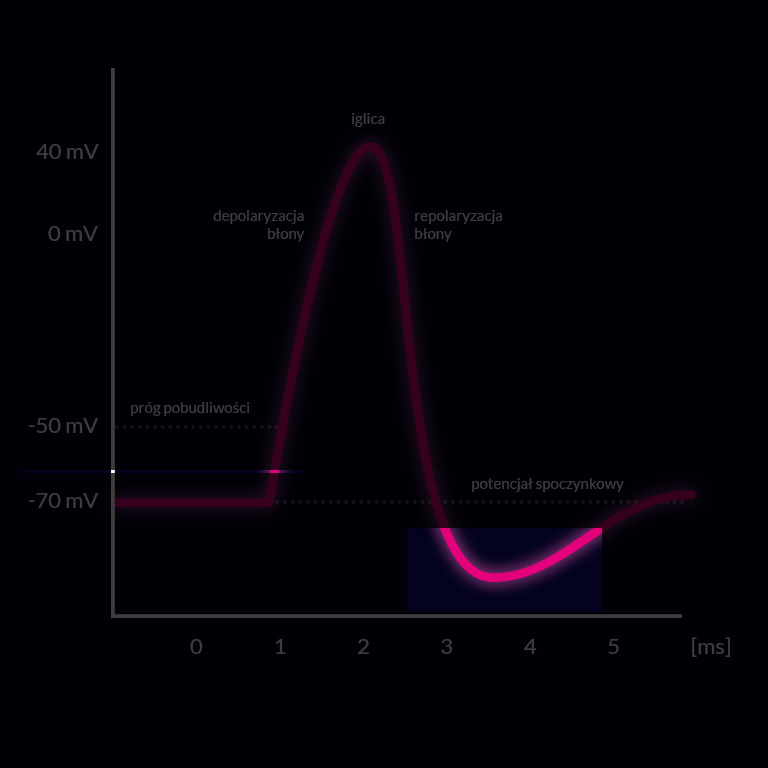 iglica
40 mV
depolaryzacja
błony
repolaryzacja
błony
0 mV
próg pobudliwości
-50 mV
potencjał spoczynkowy
-70 mV
0 1 2 3 4 5 [ms]